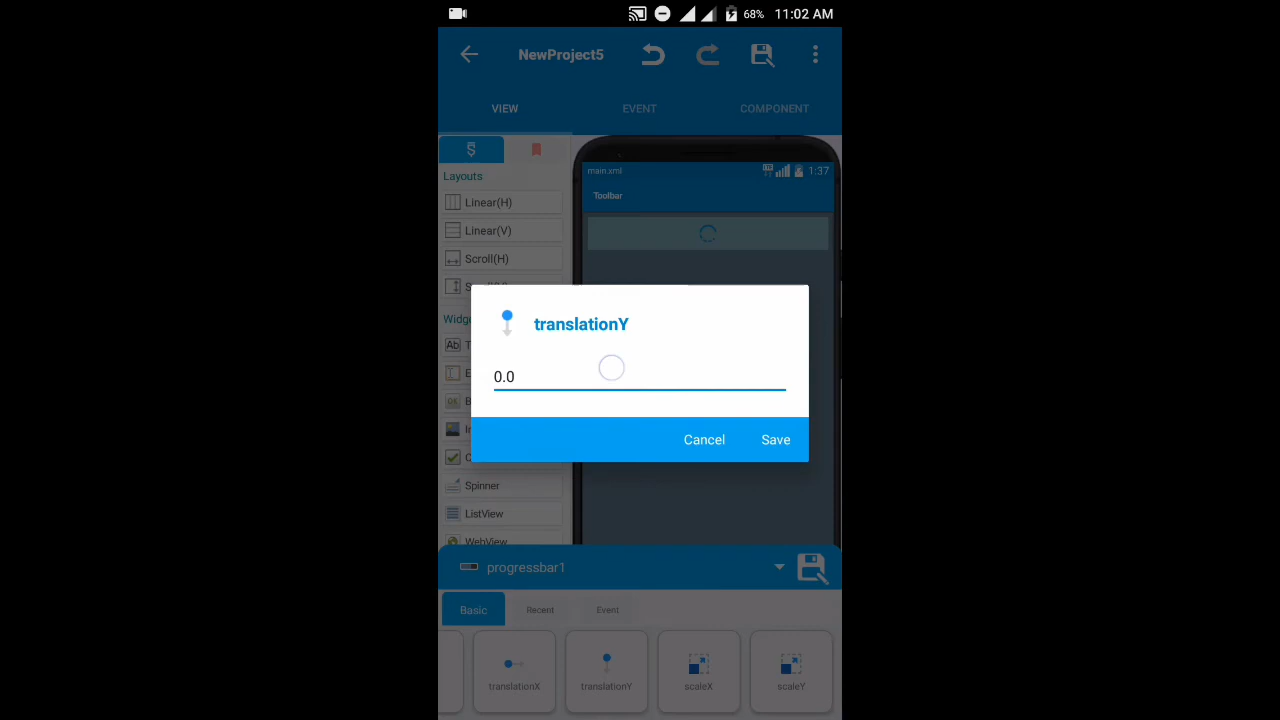 68% 11:02 AM
NewProject5
VIEW EVENT COMPONENT
Layouts
main.xml 1:37
Toolbar
Linear(H)
Linear(V)
Scroll(H)
translationY
0.0
Cancel Save
Spinner
ListView
WebView
progressbar1
Basic Recent Event
translationX translationY scaleX scaleY